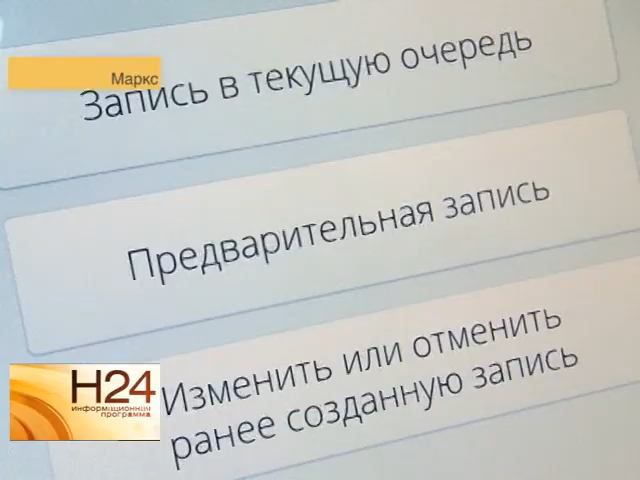 Маркс
Запись в текущую очередь
Предварительная запись
Изменить или отменить
ранее созданную запись
Н24
информационная
программа